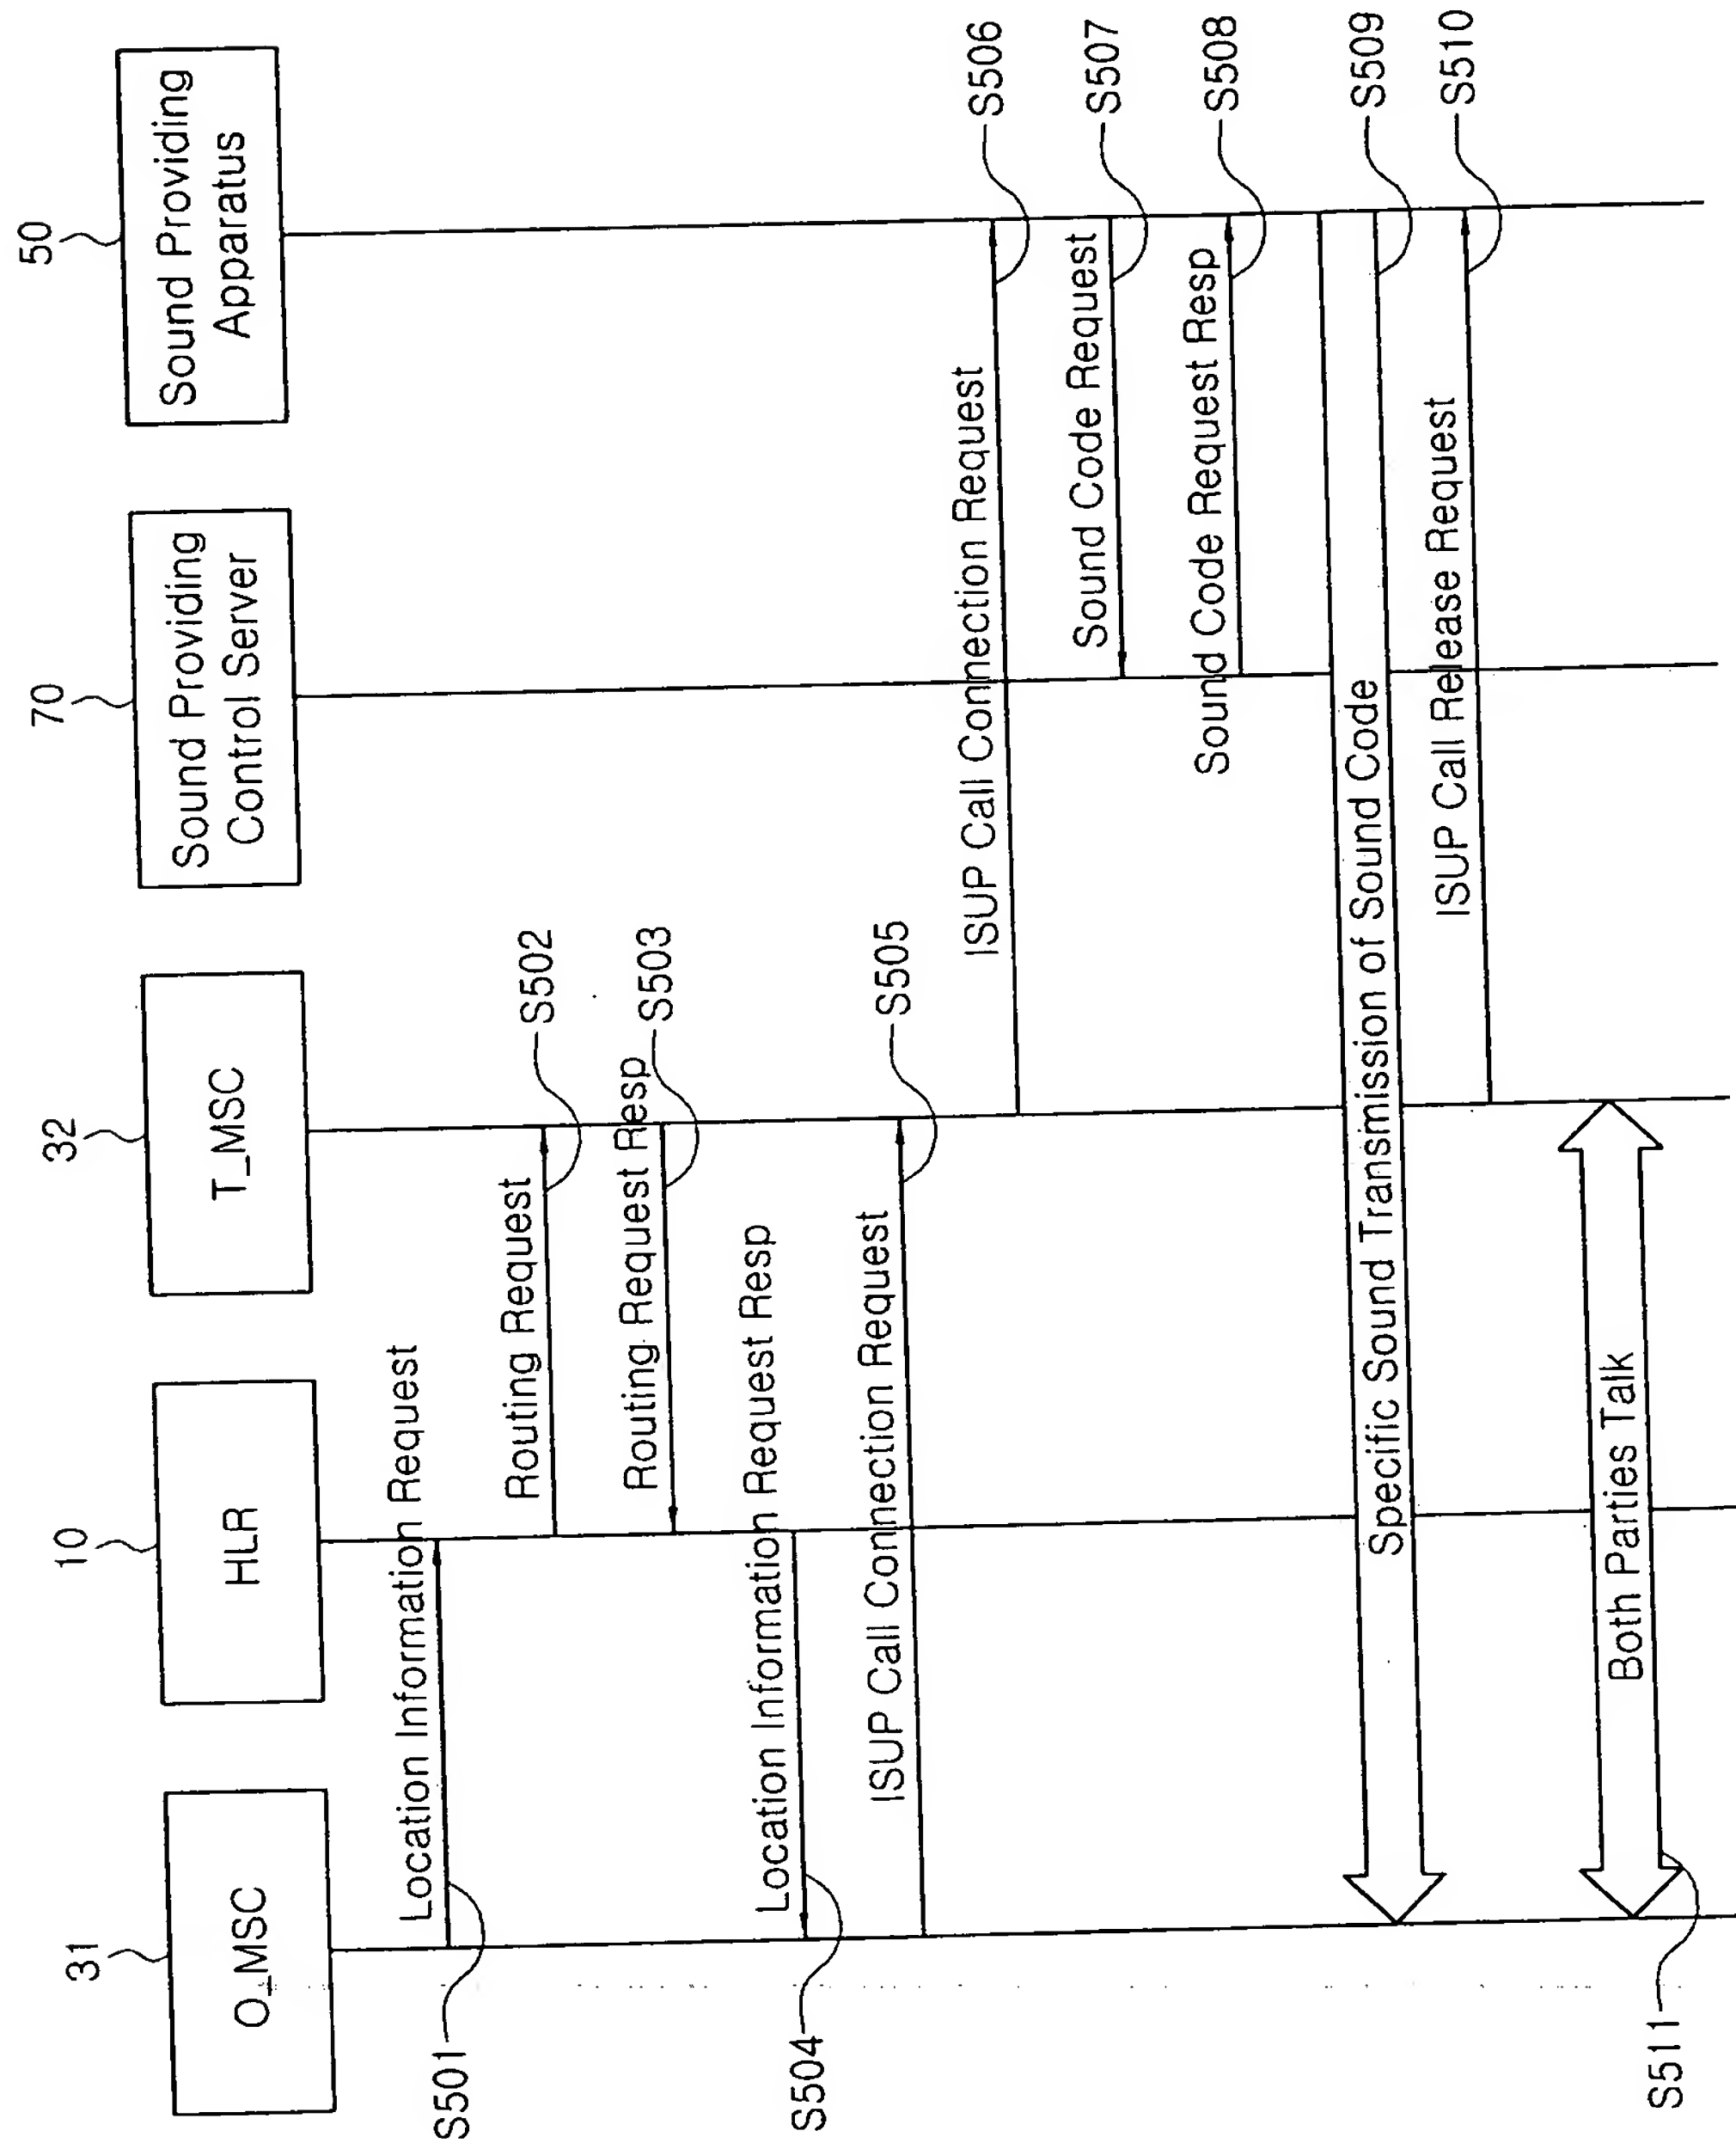 31
10
32
70
50
O_MSC
HLR
T_MSC
Sound Providing
Control Server
Sound Providing
Apparatus
Location Information Request
S501
Routing Request
S502
Routing Request Resp
S503
Location Information Request Resp
S504
ISUP Call Connection Request
S505
ISUP Call Connection Request
S506
Sound Code Request
S507
Sound Code Request Resp
S508
Specific Sound Transmission of Sound Code
S509
ISUP Call Release Request
S510
Both Parties Talk
S511